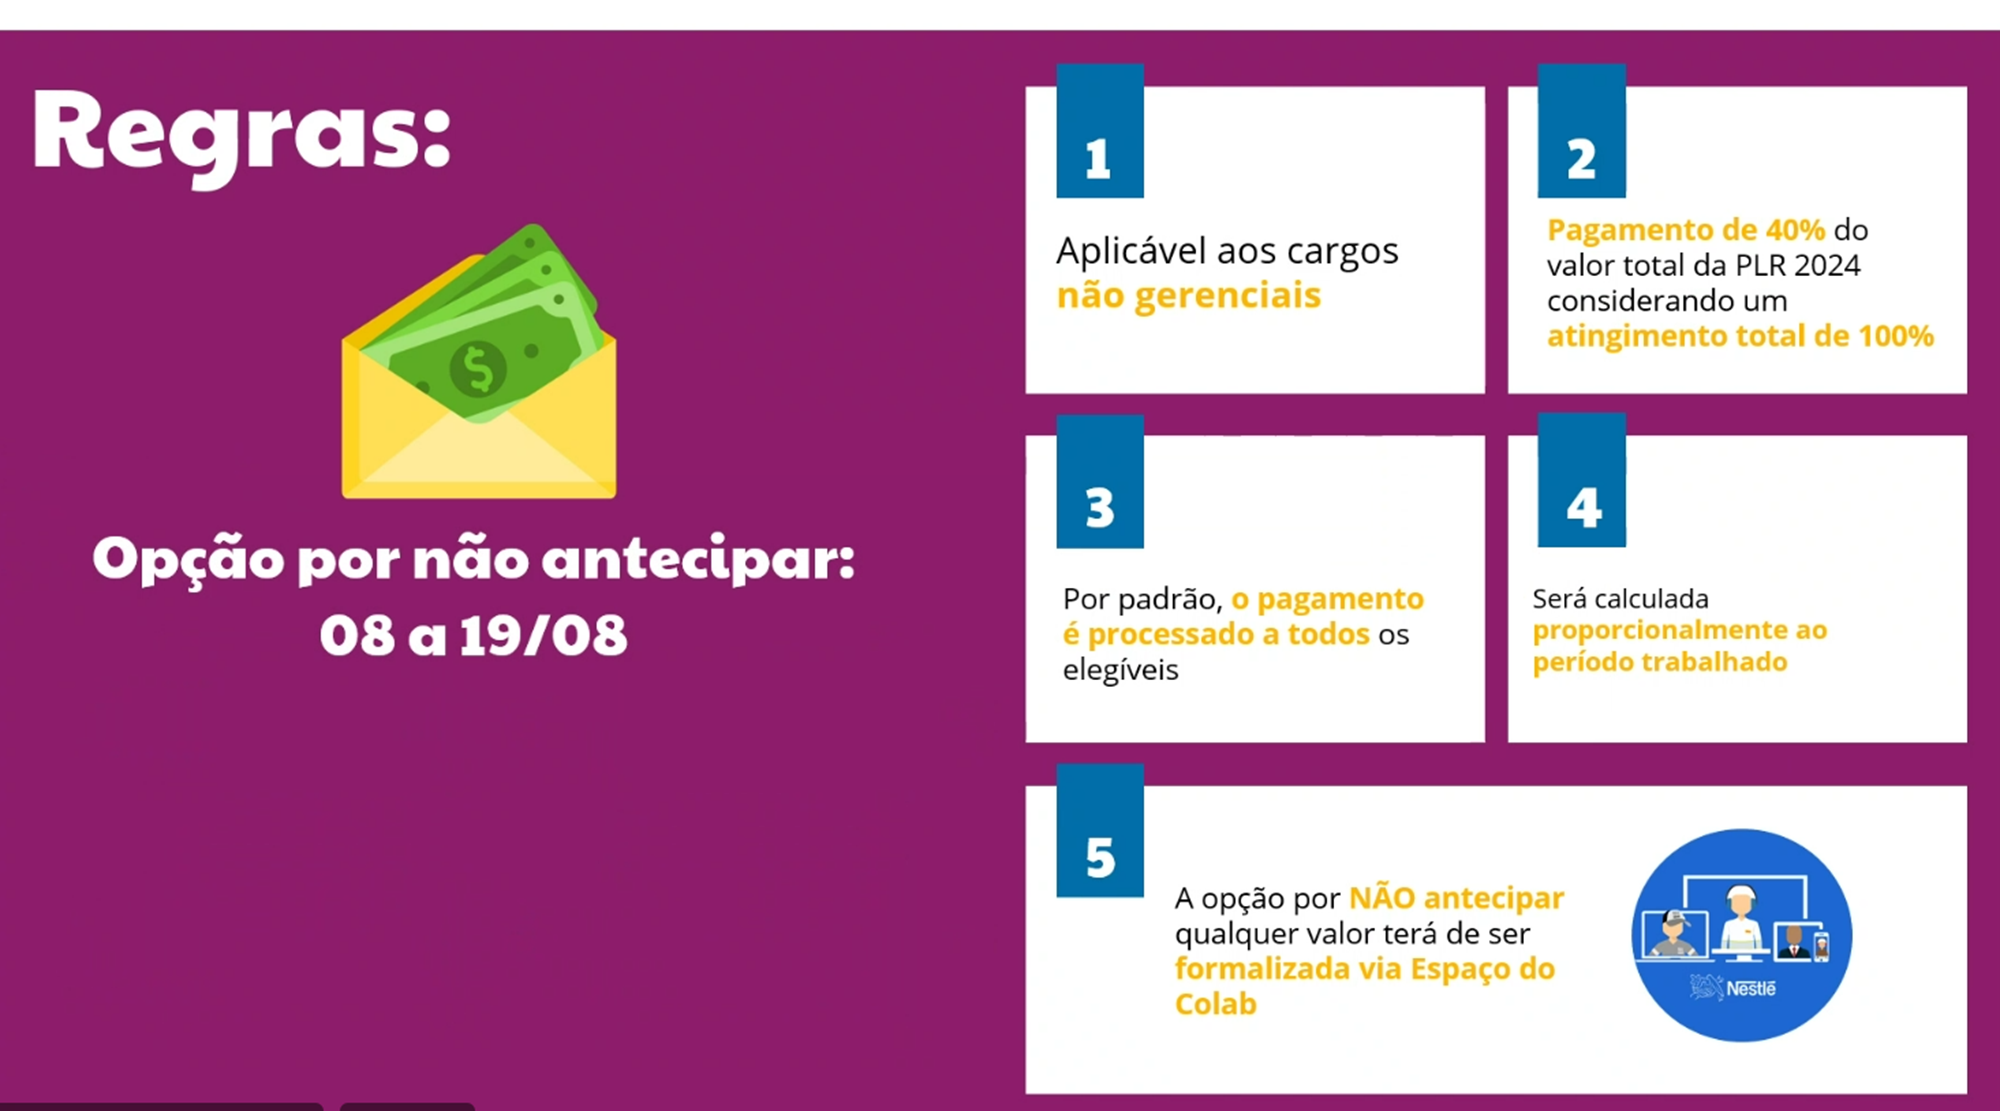 Regras:
Opção por não antecipar:
08 a 19/08
1
Aplicável aos cargos
não gerenciais
2
Pagamento de 40% do
valor total da PLR 2024
considerando um
atingimento total de 100%
3
Por padrão, o pagamento
é processado a todos os
elegíveis
4
Será calculada
proporcionalmente ao
período trabalhado
5
A opção por NÃO antecipar
qualquer valor terá de ser
formalizada via Espaço do
Colab
Nestlé